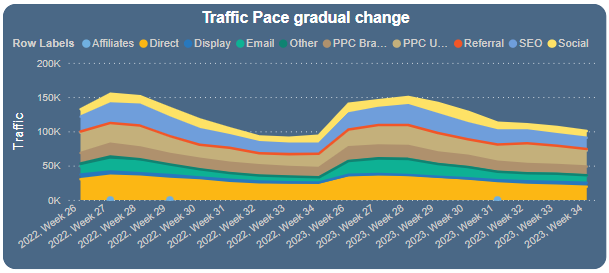 Traffic Pace gradual change
Row Labels Affiliates Direct Display Email Other PPC Bra... PPC U... Referral SEO Social
200K
150K
100K
50K
0K
Traffic
2022, Week 26
2022, Week 27
2022, Week 28
2022, Week 29
2022, Week 30
2022, Week 31
2022, Week 32
2022, Week 33
2022, Week 34
2023, Week 26
2023, Week 27
2023, Week 28
2023, Week 29
2023, Week 30
2023, Week 31
2023, Week 32
2023, Week 33
2023, Week 34